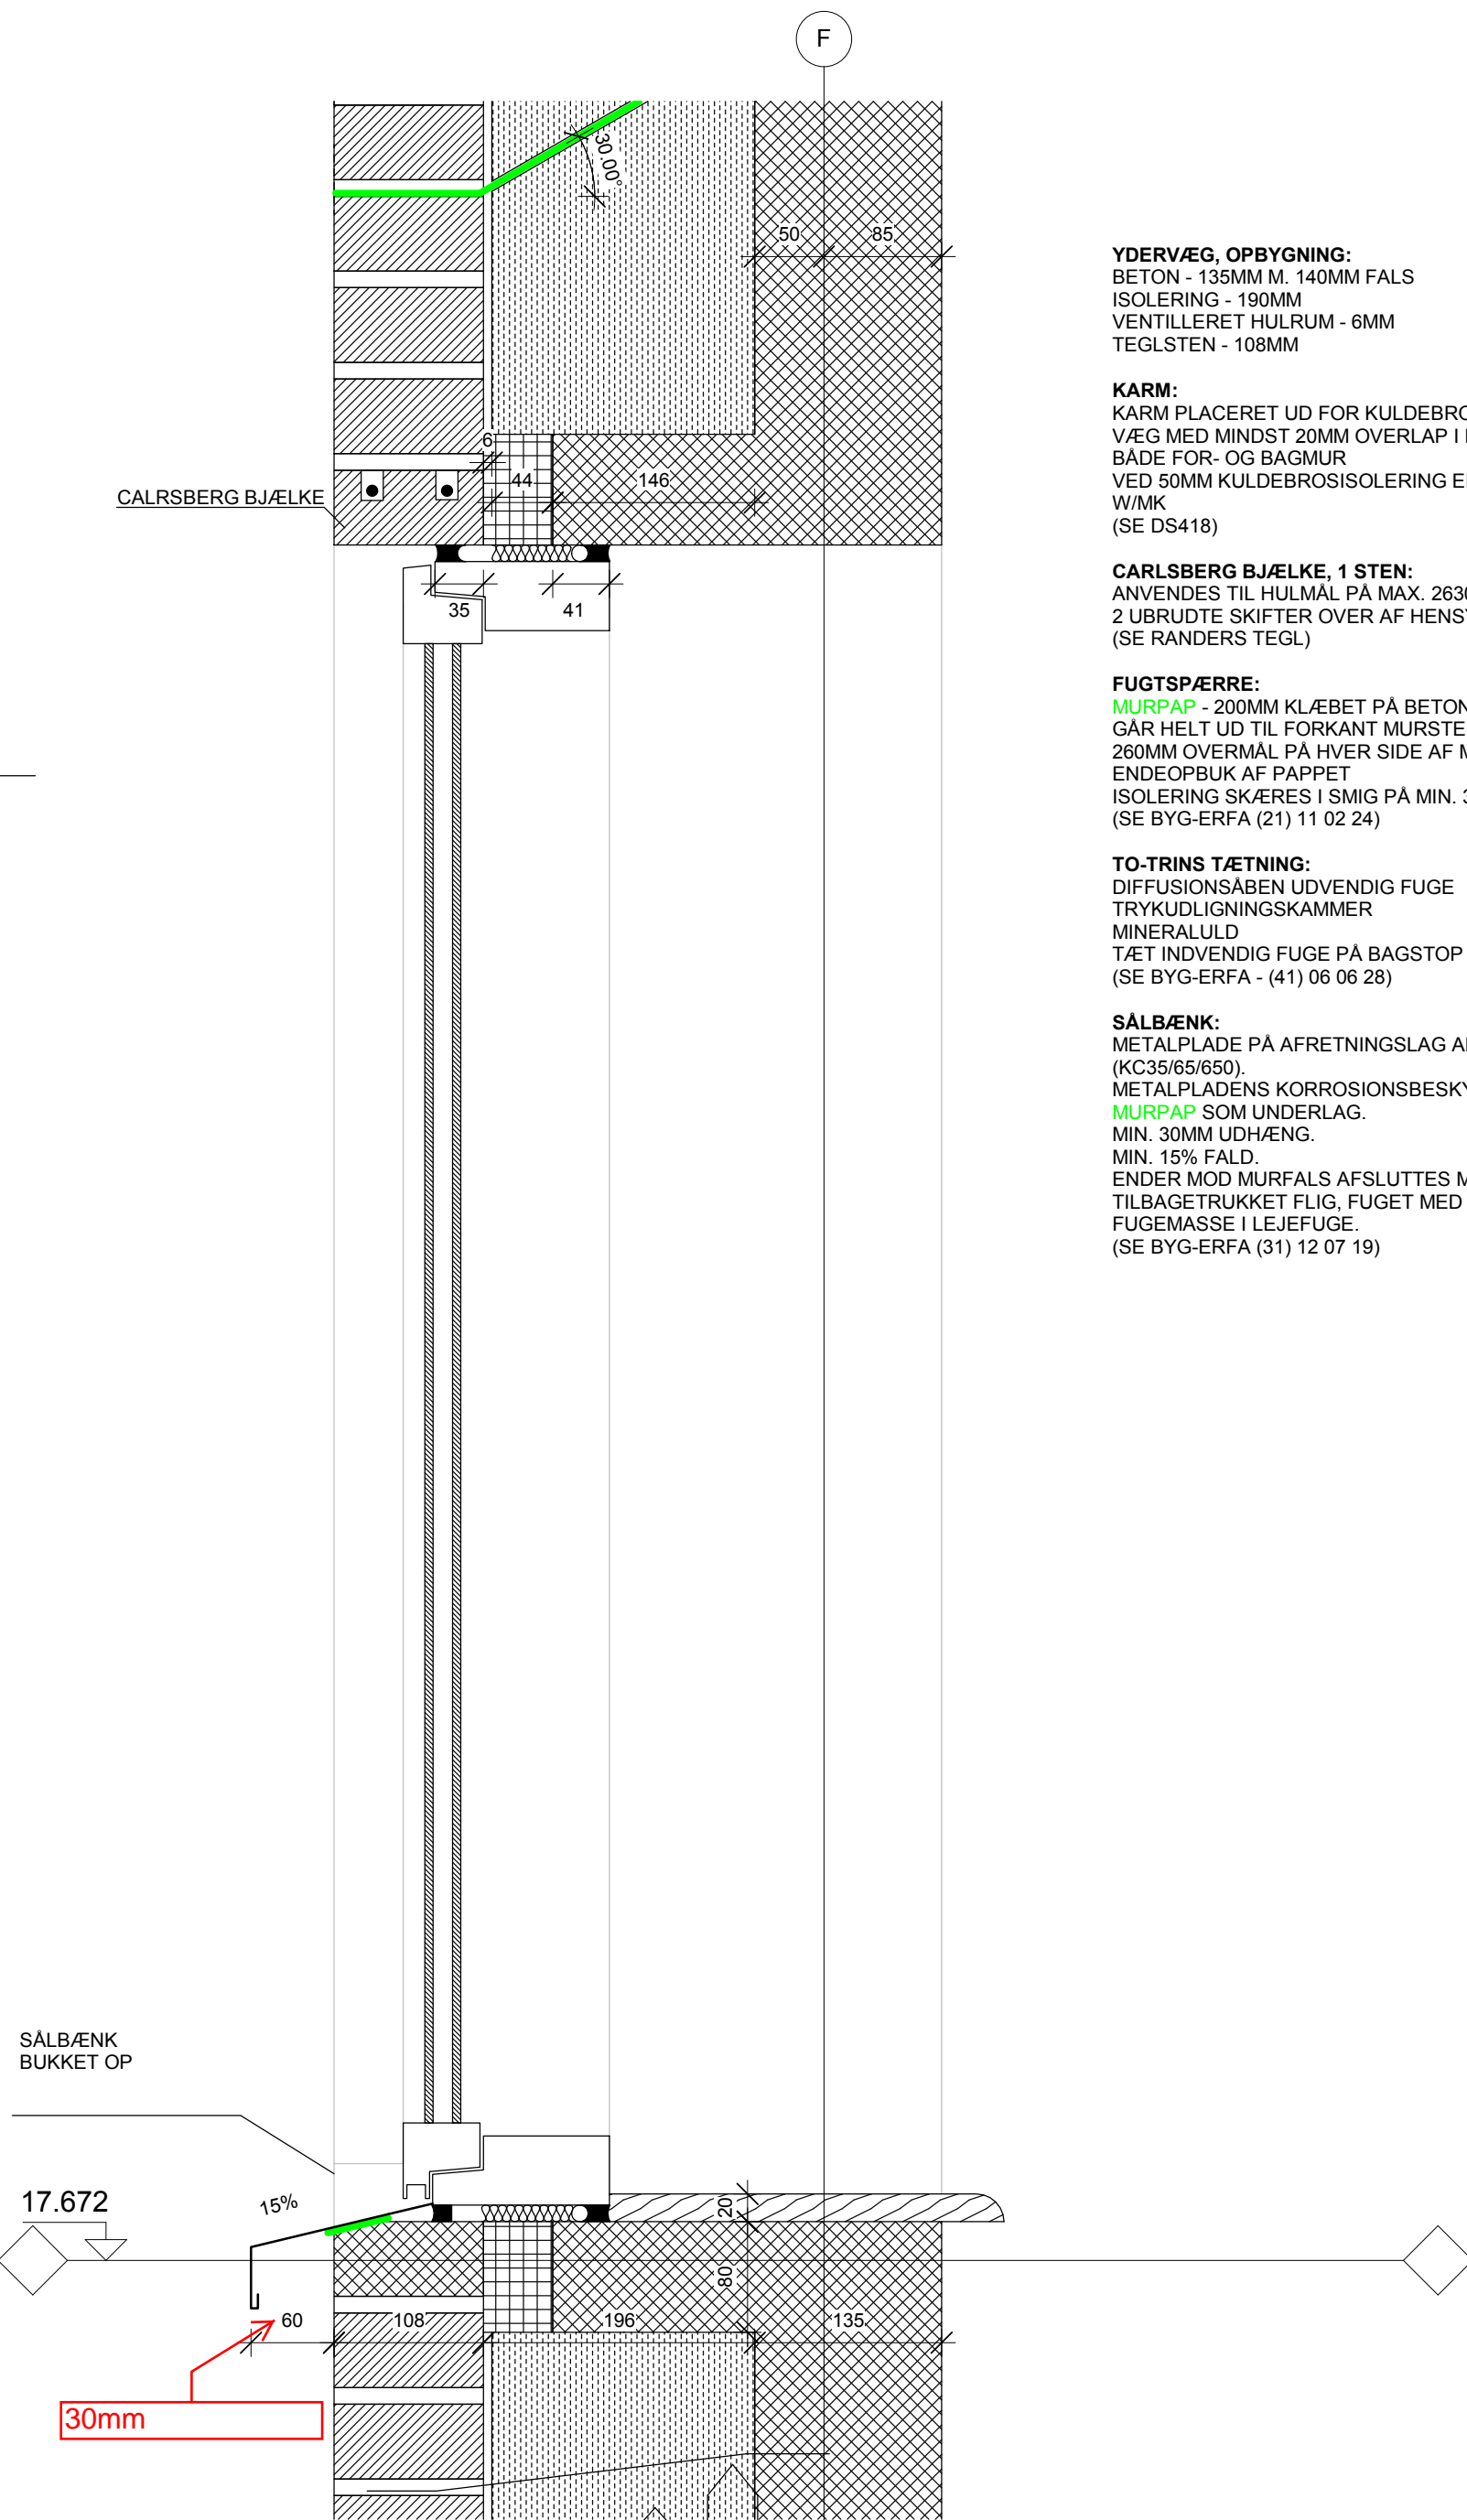 F
30.00°
50
85
YDERVÆG, OPBYGNING:
BETON - 135MM M. 140MM FALS
ISOLERING - 190MM
VENTILLERET HULRUM - 6MM
TEGLSTEN - 108MM
KARM:
KARM PLACERET UD FOR KULDEBRO
VÆG MED MINDST 20MM OVERLAP I
BÅDE FOR- OG BAGMUR
VED 50MM KULDEBROSISOLERING
W/MK
(SE DS418)
6
44
146
CALRSBERG BJÆLKE
35
41
CARLSBERG BJÆLKE, 1 STEN:
ANVENDES TIL HULMÅL PÅ MAX. 2630
2 UBRUDTE SKIFTER OVER AF
(SE RANDERS TEGL)
FUGTSPÆRRE:
MURPAP - 200MM KLÆBET PÅ BETON
GÅR HELT UD TIL FORKANT
260MM OVERMÅL PÅ HVER SIDE AF
ENDEOPBUK AF PAPPET
ISOLERING SKÆRES I SMIG PÅ MIN.
(SE BYG-ERFA (21) 11 02 24)
TO-TRINS TÆTNING:
DIFFUSIONSÅBEN UDVENDIG FUGE
TRYKUDLIGNINGSKAMMER
MINERALULD
TÆT INDVENDIG FUGE PÅ BAGSTOP
(SE BYG-ERFA - (41) 06 06 28)
SÅLBÆNK:
METALPLADE PÅ AFRETNINGSLAG
(KC35/65/650).
METALPLADENS
MURPAP SOM UNDERLAG.
MIN. 30MM UDHÆNG.
MIN. 15% FALD.
ENDER MOD MURFALS AFSLUTTES
TILBAGETRUKKET FLIG, FUGET MED
FUGEMASSE I LEJEFUGE.
(SE BYG-ERFA (31) 12 07 19)
SÅLBÆNK
BUKKET OP
17.672
15%
20
80
60
108
196
135
30mm